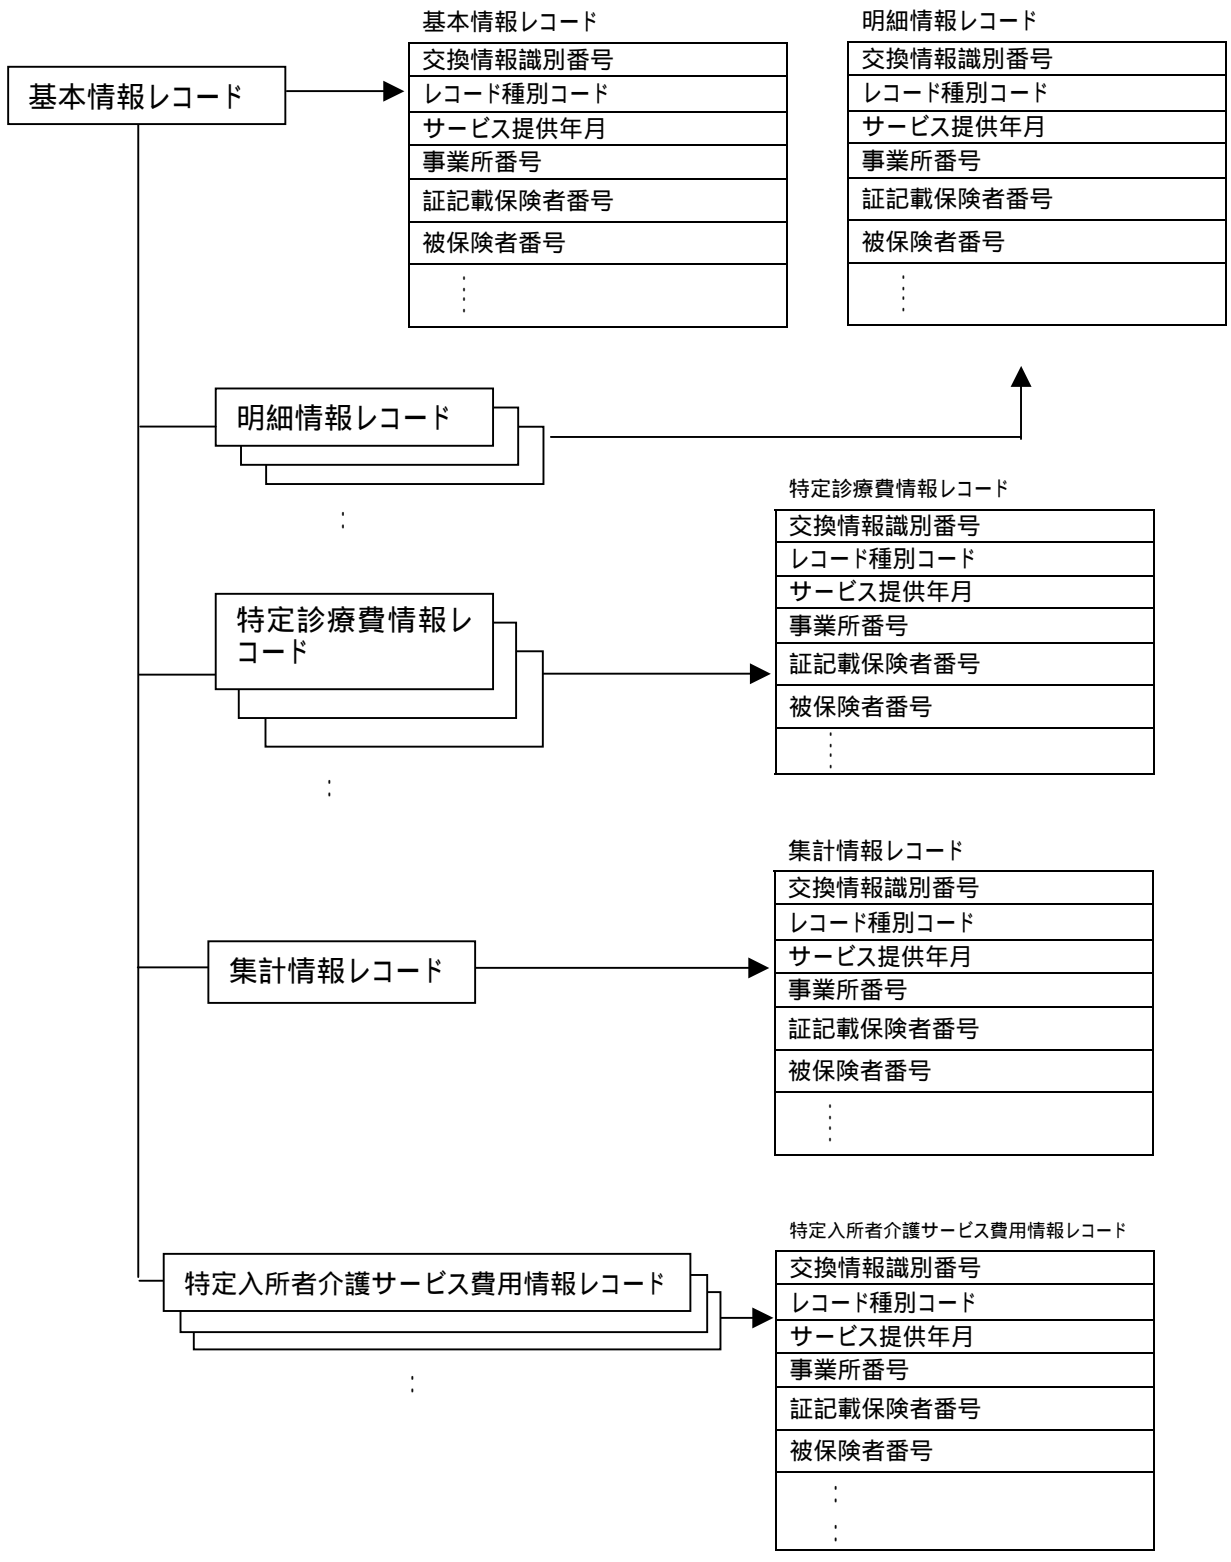 基本情報レコード
基本情報レコード
交換情報識別番号
レコード種別コード
サービス提供年月
事業所番号
証記載保険者番号
被保険者番号
明細情報レコード
交換情報識別番号
レコード種別コード
サービス提供年月
事業所番号
証記載保険者番号
被保険者番号
明細情報レコード
特定診療費情報レ
コード
特定診療費情報レコード
交換情報識別番号
レコード種別コード
サービス提供年月
事業所番号
証記載保険者番号
被保険者番号
集計情報レコード
集計情報レコード
交換情報識別番号
レコード種別コード
サービス提供年月
事業所番号
証記載保険者番号
被保険者番号
特定入所者介護サービス費用情報レコード
特定入所者介護サービス費用情報レコード
交換情報識別番号
レコード種別コード
サービス提供年月
事業所番号
証記載保険者番号
被保険者番号